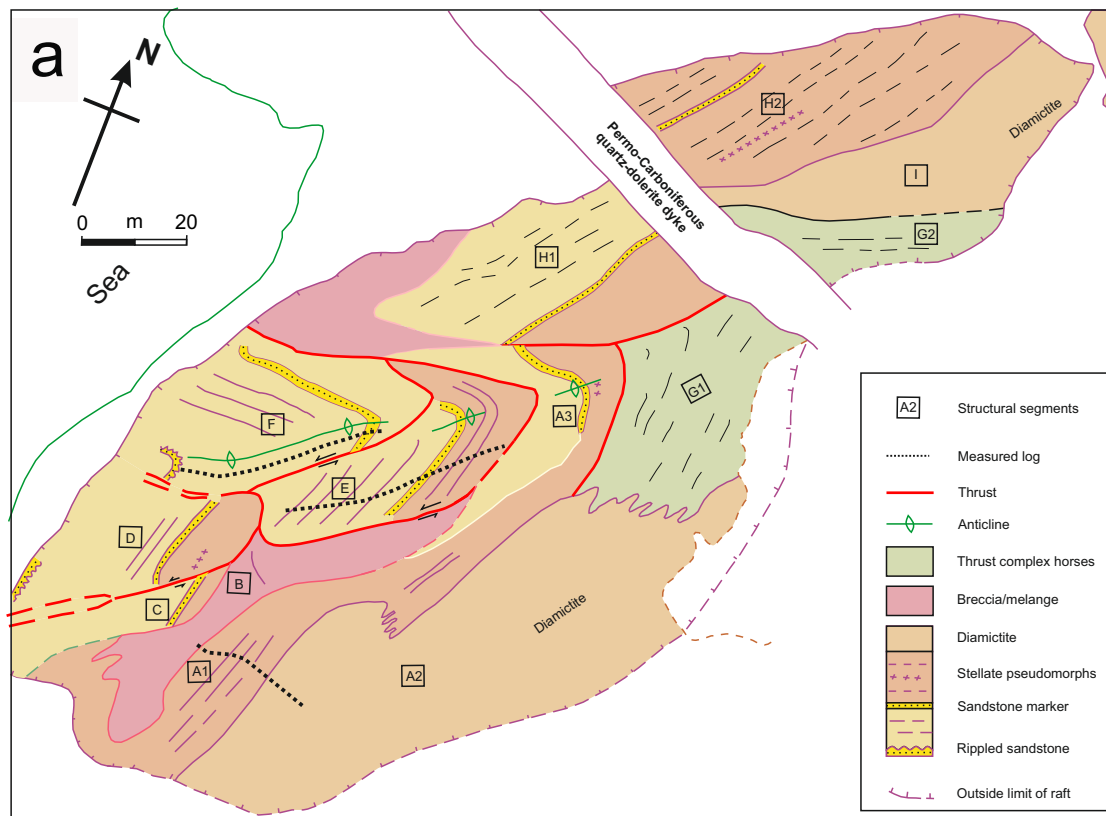 a
N
0 m 20
Sea
Permo-Carboniferous
quartz-dolerite dyke
H2
Diamictite
I
G2
H1
G1
A3
F
E
D
C
B
A1
A2
Diamictite
A2 Structural segments
Measured log
Thrust
Anticline
Thrust complex horses
Breccia/melange
Diamictite
Stellate pseudomorphs
Sandstone marker
Rippled sandstone
Outside limit of raft